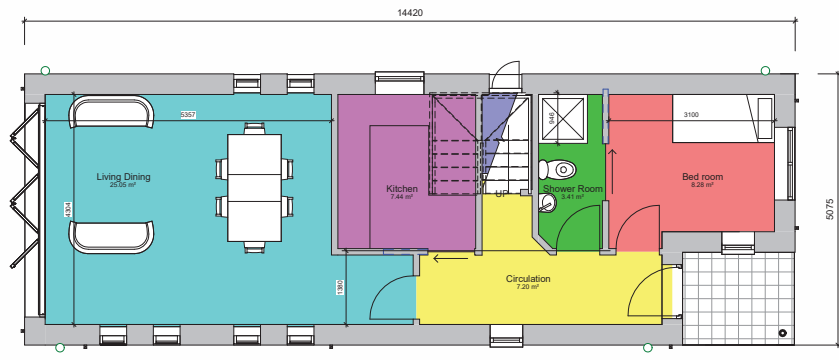 14420
5357
3100
946
Living Dining
25.05 m²
Kitchen
7.44 m²
UP
Shower Room
3.41 m²
Bed room
8.28 m²
4304
5075
1380
Circulation
7.20 m²